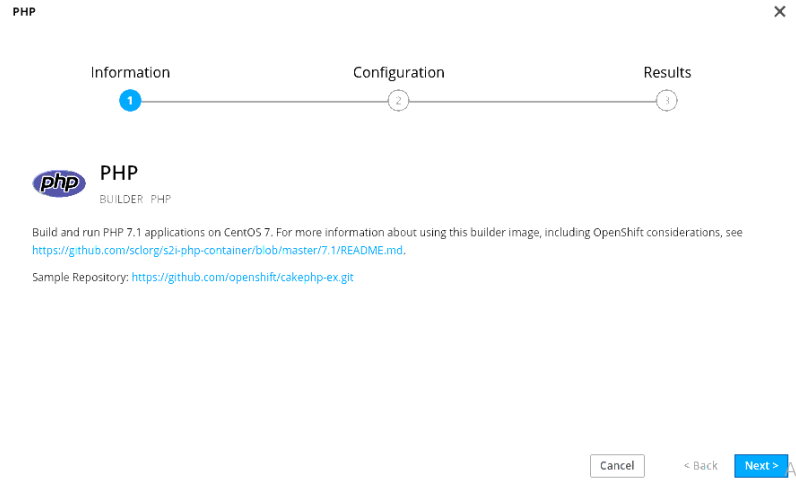 PHP
Information Configuration Results
1 2 3
php
PHP
BUILDER PHP
Build and run PHP 7.1 applications on CentOS 7. For more information about using this builder image, including OpenShift considerations, see
https://github.com/sclorg/s2i-php-container/blob/master/7.1/README.md.
Sample Repository: https://github.com/openshift/cakephp-ex.git
Cancel < Back Next > A